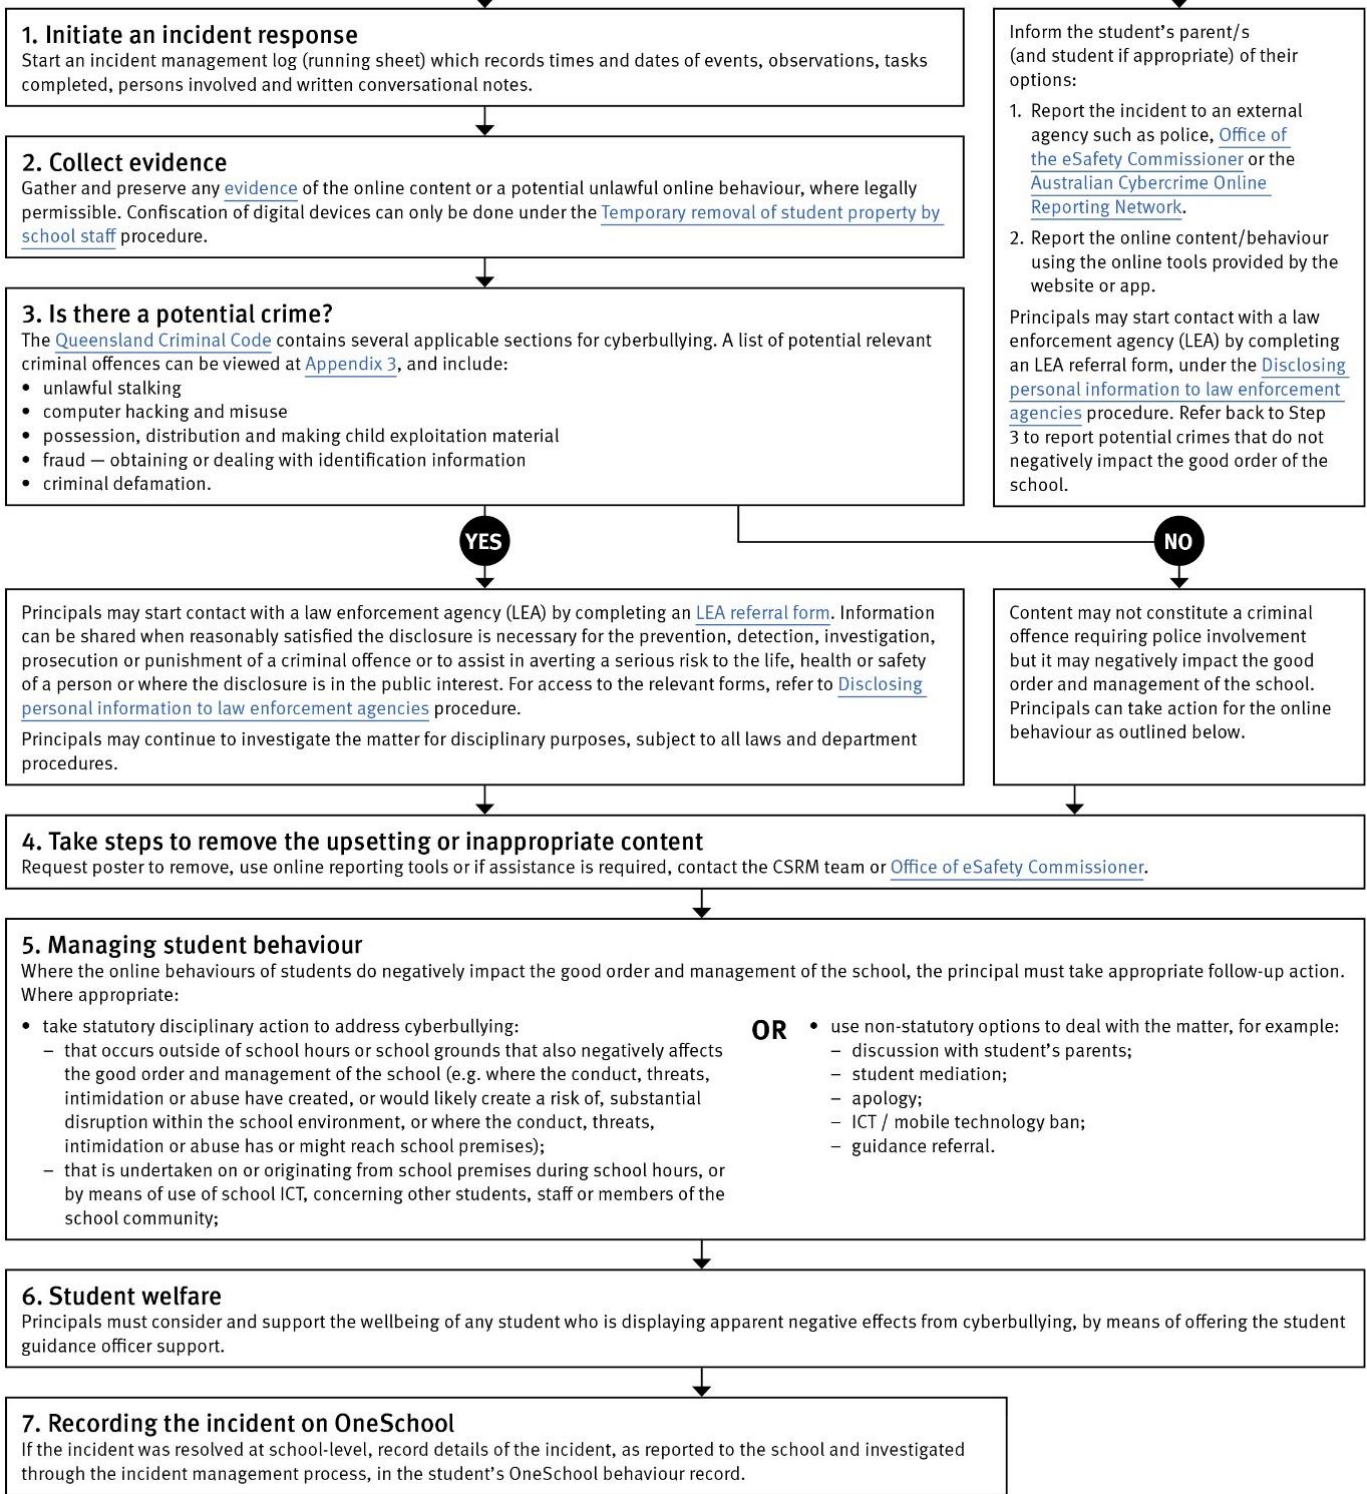 1. Initiate an incident response
Start an incident management log (running sheet) which records times and dates of events, observations, tasks
completed, persons involved and written conversational notes.
2. Collect evidence
Gather and preserve any evidence of the online content or a potential unlawful online behaviour, where legally
permissible. Confiscation of digital devices can only be done under the Temporary removal of student property by
school staff procedure.
3. Is there a potential crime?
The Queensland Criminal Code contains several applicable sections for cyberbullying. A list of potential relevant
criminal offences can be viewed at Appendix 3, and include:
• unlawful stalking
• computer hacking and misuse
• possession, distribution and making child exploitation material
• fraud — obtaining or dealing with identification information
• criminal defamation.
Inform the student's parent/s
(and student if appropriate) of their
options:
1. Report the incident to an external
agency such as police, Office of
the eSafety Commissioner or the
Australian Cybercrime Online
Reporting Network.
2. Report the online content/behaviour
using the online tools provided by the
website or app.
Principals may start contact with a law
enforcement agency (LEA) by completing
an LEA referral form, under the Disclosing
personal information to law enforcement
agencies procedure. Refer back to Step
3 to report potential crimes that do not
negatively impact the good order of the
school.
YES
NO
Principals may start contact with a law enforcement agency (LEA) by completing an LEA referral form. Information
can be shared when reasonably satisfied the disclosure is necessary for the prevention, detection, investigation,
prosecution or punishment of a criminal offence or to assist in averting a serious risk to the life, health or safety
of a person or where the disclosure is in the public interest. For access to the relevant forms, refer to Disclosing
personal information to law enforcement agencies procedure.
Principals may continue to investigate the matter for disciplinary purposes, subject to all laws and department
procedures.
Content may not constitute a criminal
offence requiring police involvement
but it may negatively impact the good
order and management of the school.
Principals can take action for the online
behaviour as outlined below.
4. Take steps to remove the upsetting or inappropriate content
Request poster to remove, use online reporting tools or if assistance is required, contact the CSRM team or Office of eSafety Commissioner.
5. Managing student behaviour
Where the online behaviours of students do negatively impact the good order and management of the school, the principal must take appropriate follow-up action.
Where appropriate:
• take statutory disciplinary action to address cyberbullying:
– that occurs outside of school hours or school grounds that also negatively affects
the good order and management of the school (e.g. where the conduct, threats,
intimidation or abuse have created, or would likely create a risk of, substantial
disruption within the school environment, or where the conduct, threats,
intimidation or abuse has or might reach school premises);
– that is undertaken on or originating from school premises during school hours, or
by means of use of school ICT, concerning other students, staff or members of the
school community;
OR
• use non-statutory options to deal with the matter, for example:
– discussion with student's parents;
– student mediation;
– apology;
– ICT / mobile technology ban;
– guidance referral.
6. Student welfare
Principals must consider and support the wellbeing of any student who is displaying apparent negative effects from cyberbullying, by means of offering the student
guidance officer support.
7. Recording the incident on OneSchool
If the incident was resolved at school-level, record details of the incident, as reported to the school and investigated
through the incident management process, in the student's OneSchool behaviour record.